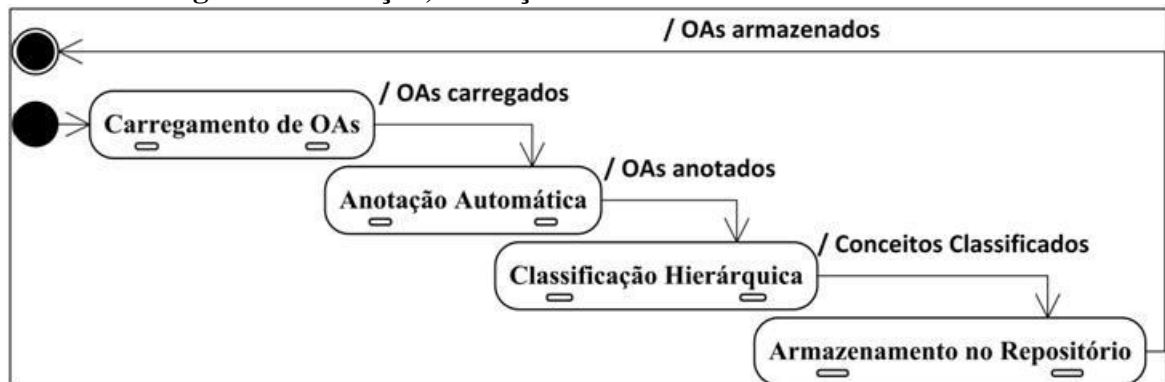 / OAs armazenados
/ OAs carregados
Carregamento de OAs
/ OAs anotados
Anotação Automática
/ Conceitos Classificados
Classificação Hierárquica
Armazenamento no Repositório